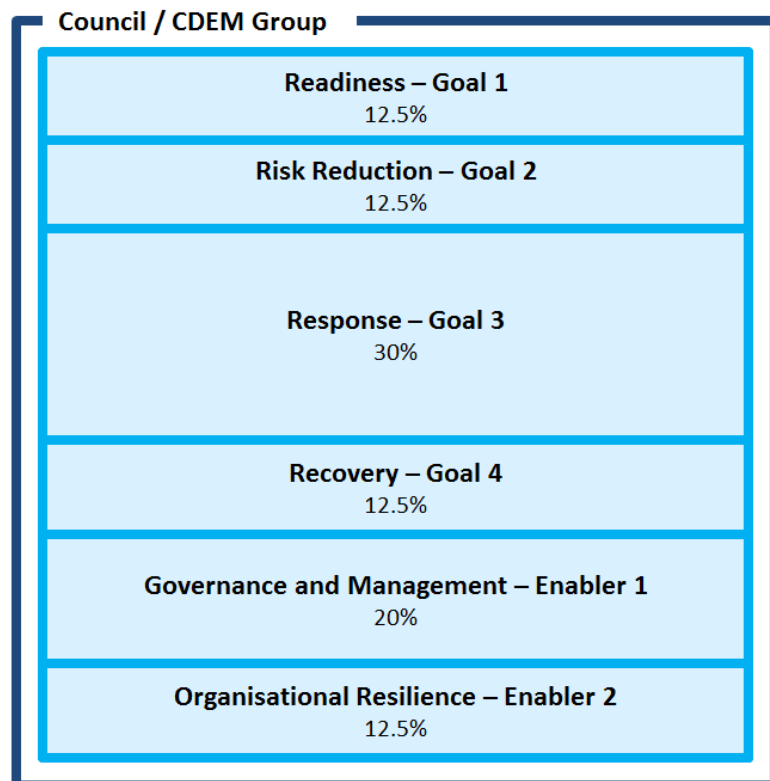 Council / CDEM Group
Readiness – Goal 1
12.5%
Risk Reduction – Goal 2
12.5%
Response – Goal 3
30%
Recovery – Goal 4
12.5%
Governance and Management – Enabler 1
20%
Organisational Resilience – Enabler 2
12.5%